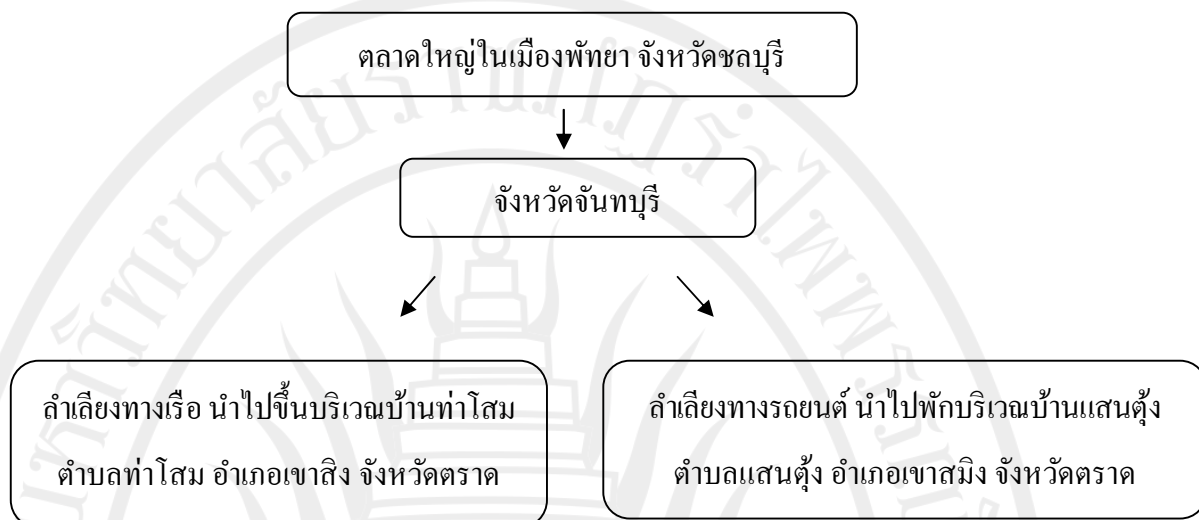 ตลาดใหญ่ในเมืองพัทยา จังหวัดชลบุรี
จังหวัดจันทบุรี
ลำเลียงทางเรือ นำไปขึ้นบริเวณบ้านท่าโสม
ตำบลท่าโสม อำเภอเขาสิง จังหวัดตราด
ลำเลียงทางรถยนต์ นำไปพักบริเวณบ้านแสนตุ้ง
ตำบลแสนตุ้ง อำเภอเขาสมิง จังหวัดตราด